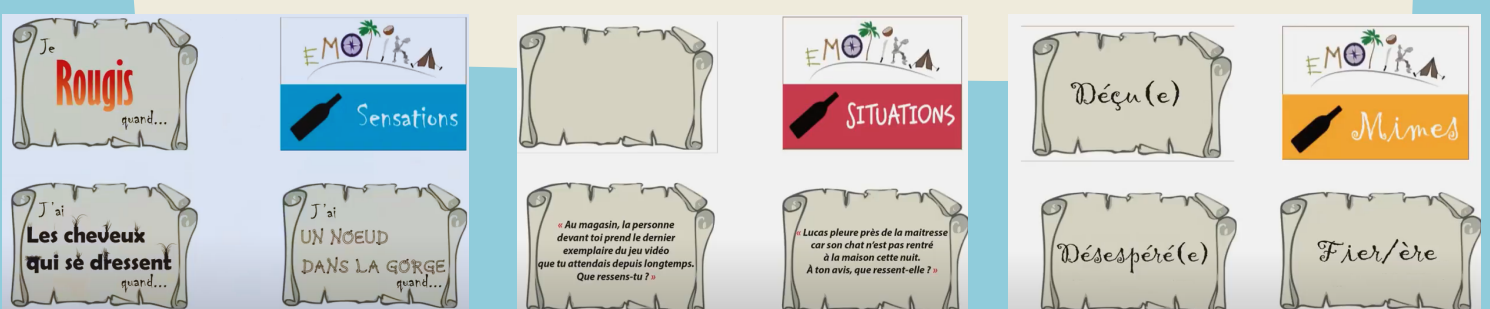 Je
Rougis
quand...
EMOTIKA
Sensations
J'ai
Les cheveux
qui se dressent
quand...
J'ai
UN NOEUD
DANS LA GORGE
quand...
EMOTIKA
SITUATIONS
« Au magasin, la personne
devant toi prend le dernier
exemplaire du jeu vidéo
que tu attendais depuis longtemps.
Que ressens-tu ? »
« Lucas pleure près de la maitresse
car son chat n'est pas rentré
à la maison cette nuit.
À ton avis, que ressent-elle ? »
Déçu(e)
EMOTIKA
Mimes
Désespéré(e)
Fier/ère